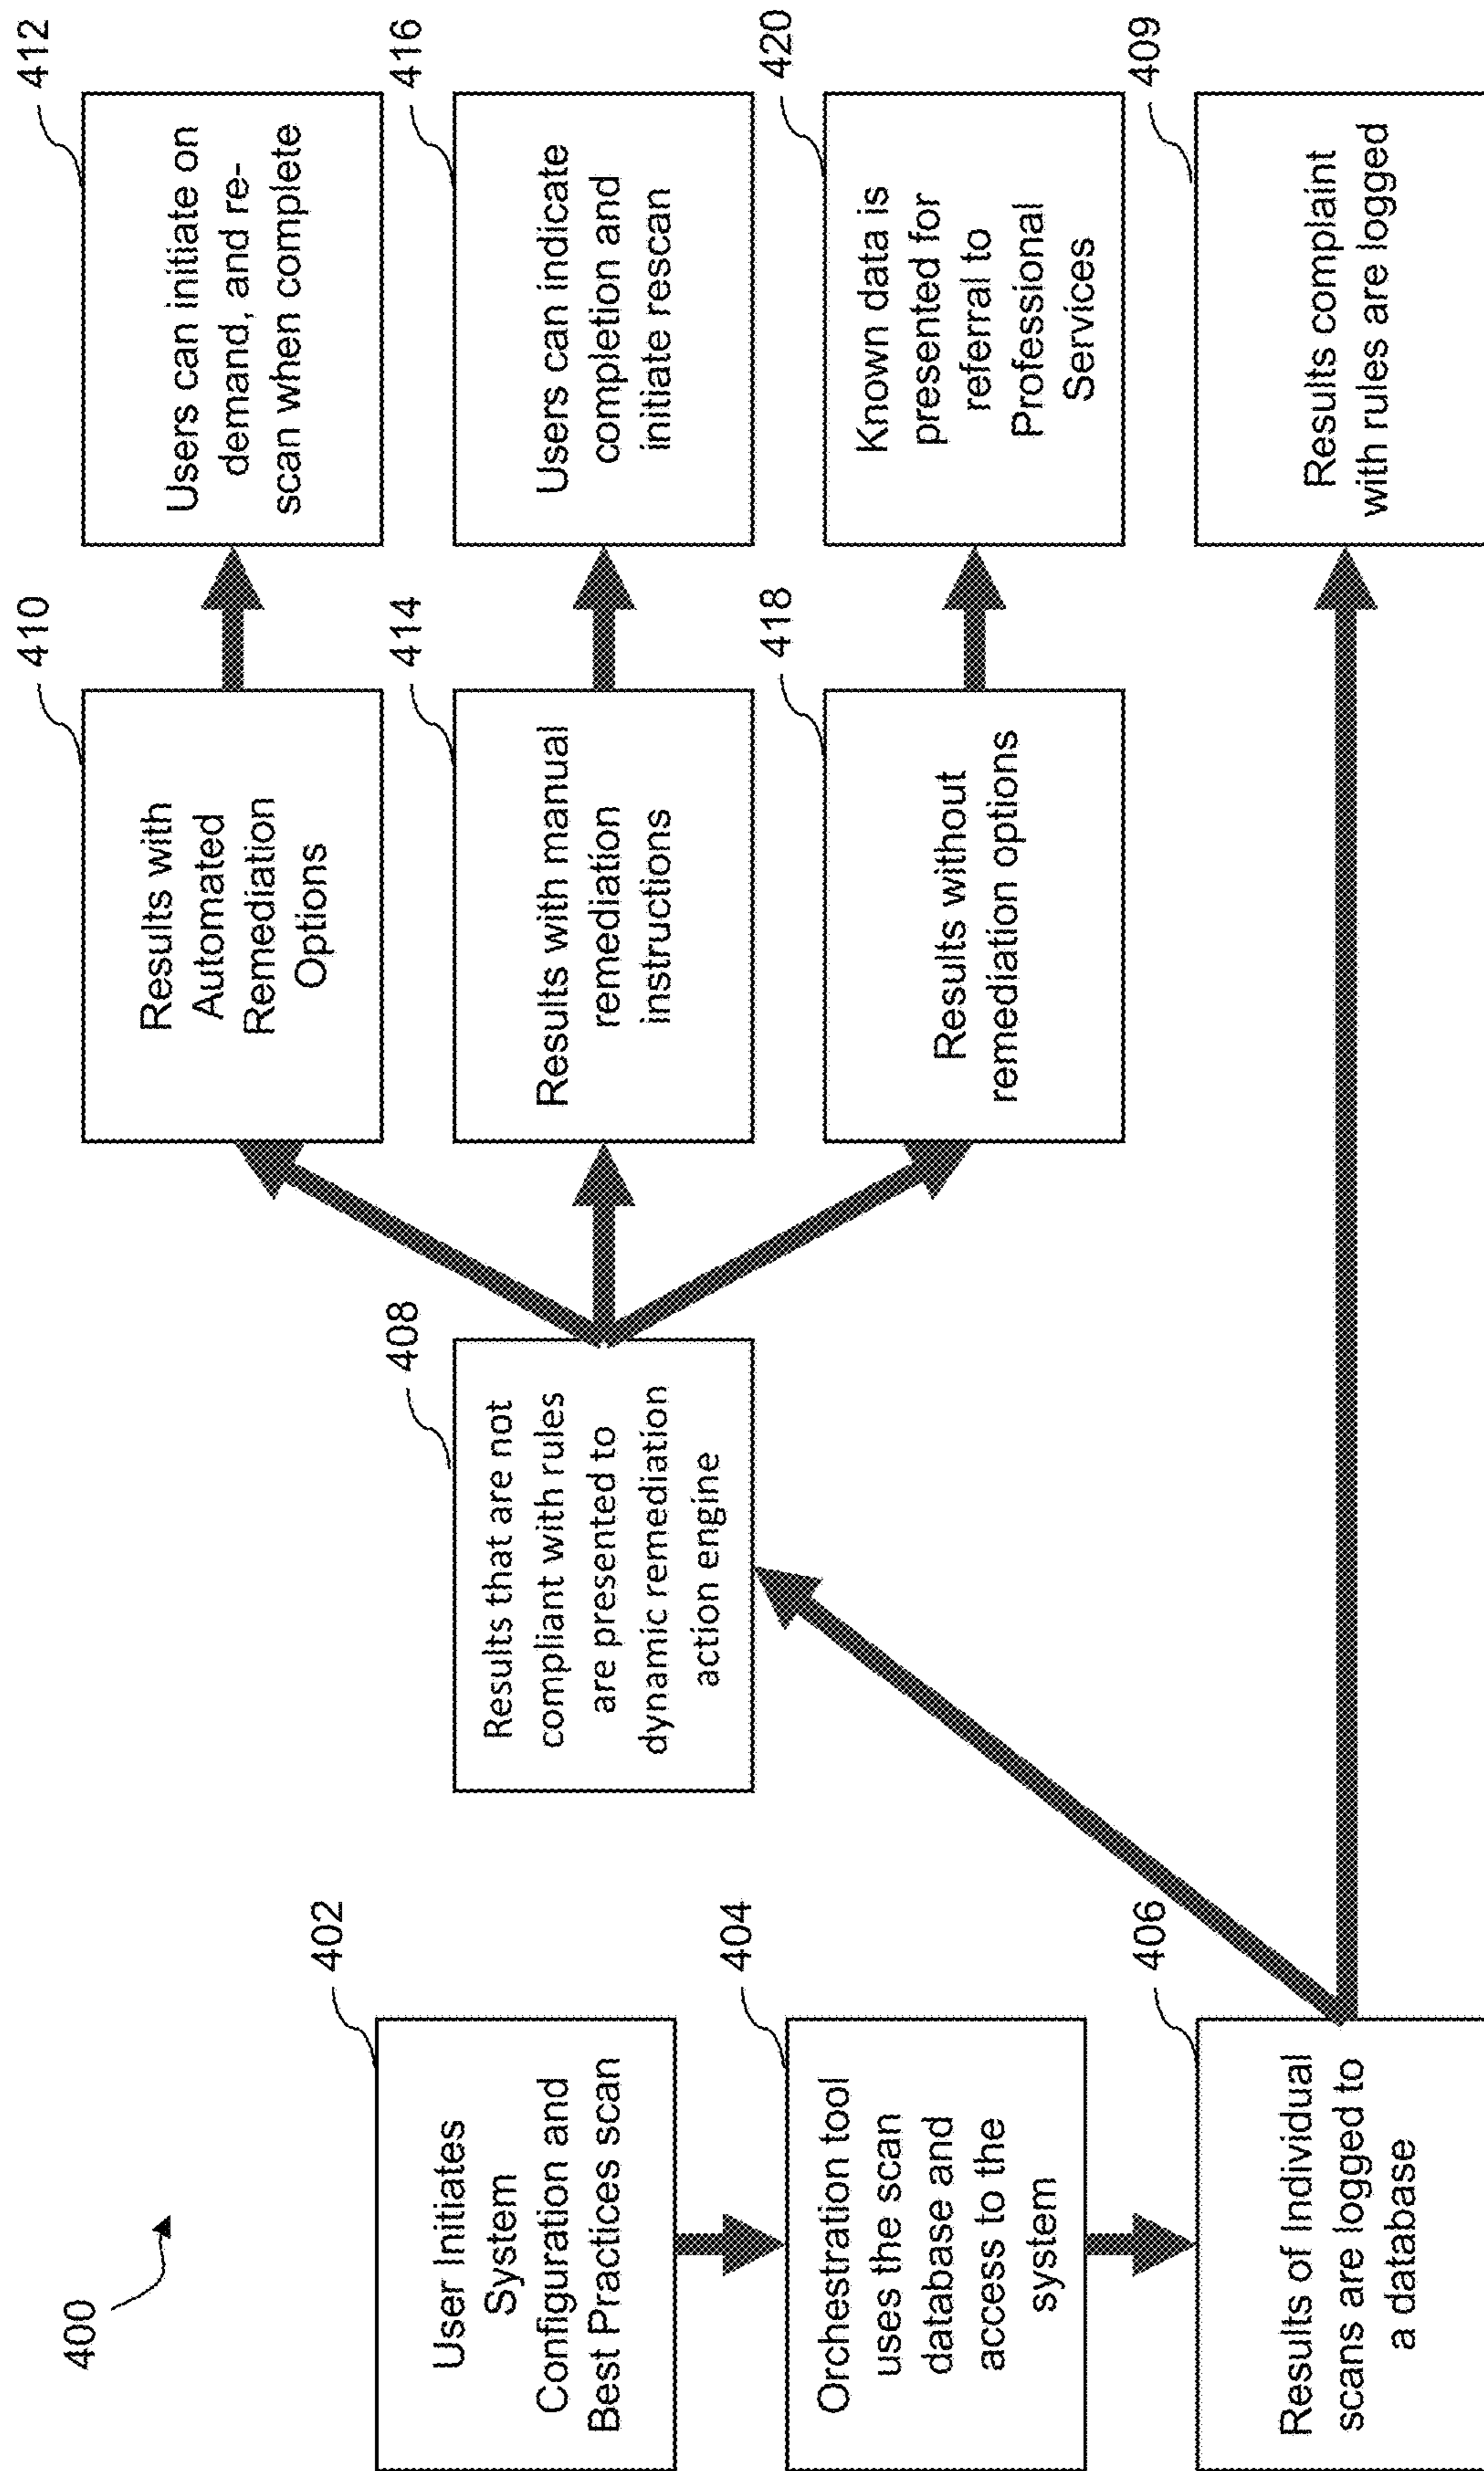 400
402
User Initiates
System
Configuration and
Best Practices scan
404
Orchestration tool
uses the scan
database and
access to the
system
406
Results of Individual
scans are logged to
a database
408
Results that are not
compliant with rules
are presented to
dynamic remediation
action engine
410
Results with
Automated
Remediation
Options
412
Users can initiate on
demand, and re-
scan when complete
414
Results with manual
remediation
instructions
416
Users can indicate
completion and
initiate rescan
418
Results without
remediation options
420
Known data is
presented for
referral to
Professional
Services
409
Results complaint
with rules are logged